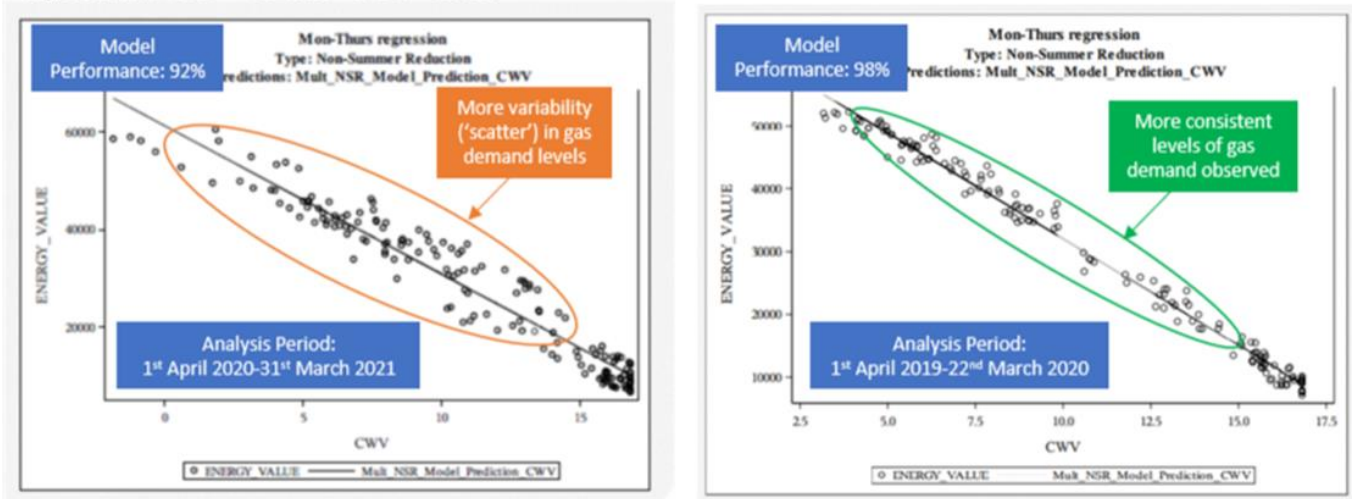 Model
Performance: 92%
Mon-Thurs regression
Type: Non-Summer Reduction
redictions: Mult_NSR_Model_Prediction_CWV
More variability
('scatter') in gas
demand levels
60000
40000
20000
ENERGY_VALUE
Analysis Period:
1st April 2020-31st March 2021
0 5 10 15
CWV
ENERGY_VALUE Mult_NSR_Model_Prediction_CWV
Model
Performance: 98%
Mon-Thurs regression
Type: Non-Summer Reduction
Predictions: Mult_NSR_Model_Prediction_CWV
More consistent
levels of gas
demand observed
50000
40000
30000
20000
10000
ENERGY_VALUE
Analysis Period:
1st April 2019-22nd March 2020
2.5 5.0 7.5 10.0 12.5 15.0 17.5
CWV
ENERGY_VALUE Mult_NSR_Model_Prediction_CWV